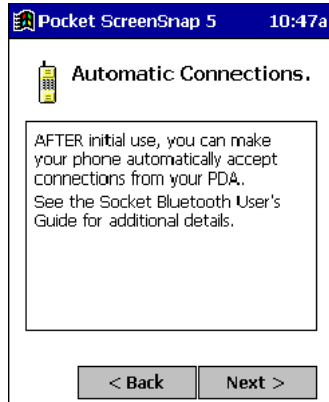 Pocket ScreenSnap 5 10:47a
Automatic Connections.
AFTER initial use, you can make
your phone automatically accept
connections from your PDA.
See the Socket Bluetooth User's
Guide for additional details.
< Back Next >